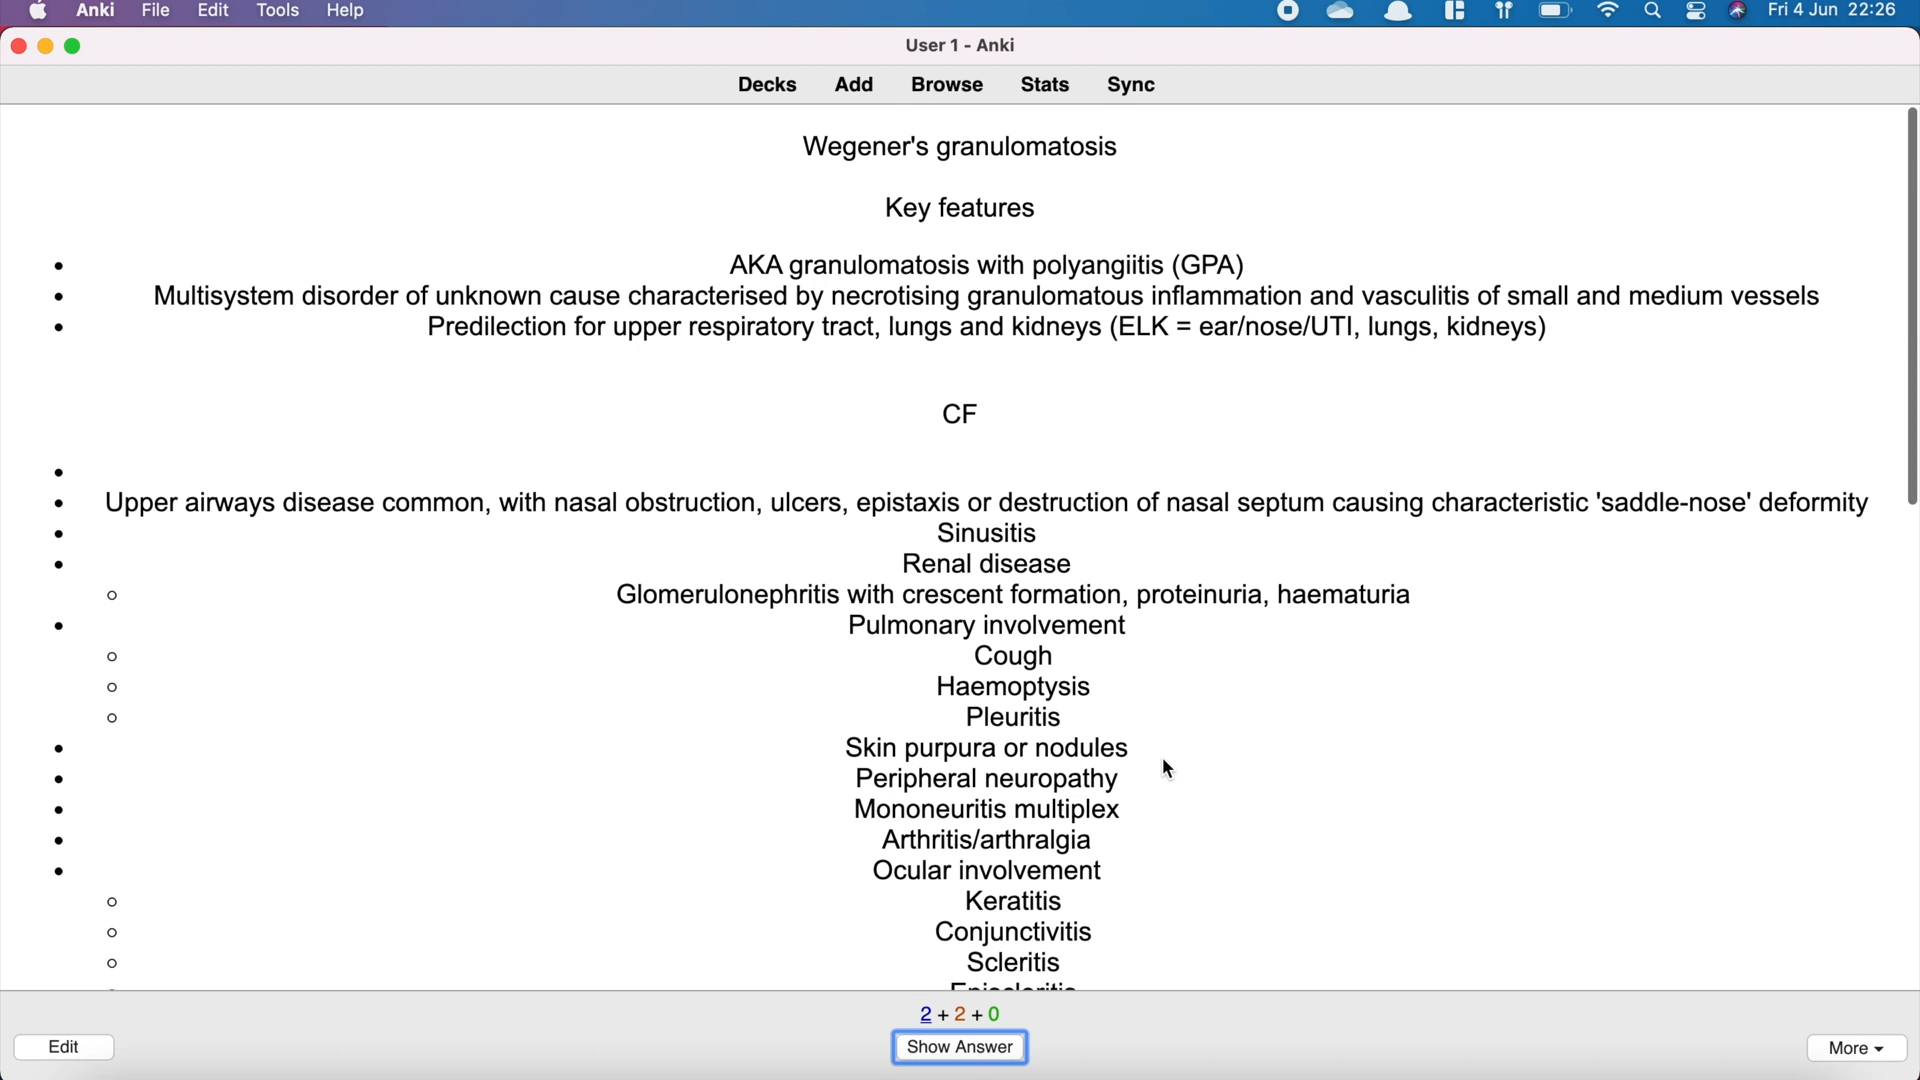 Anki File Edit Tools Help Fri 4 Jun 22:26
User 1 - Anki
Decks Add Browse Stats Sync
Wegener's granulomatosis
Key features
AKA granulomatosis with polyangiitis (GPA)
Multisystem disorder of unknown cause characterised by necrotising granulomatous inflammation and vasculitis of small and medium vessels
Predilection for upper respiratory tract, lungs and kidneys (ELK = ear/nose/UTI, lungs, kidneys)
CF
Upper airways disease common, with nasal obstruction, ulcers, epistaxis or destruction of nasal septum causing characteristic 'saddle-nose' deformity
Sinusitis
Renal disease
Glomerulonephritis with crescent formation, proteinuria, haematuria
Pulmonary involvement
Cough
Haemoptysis
Pleuritis
Skin purpura or nodules
Peripheral neuropathy
Mononeuritis multiplex
Arthritis/arthralgia
Ocular involvement
Keratitis
Conjunctivitis
Scleritis
Episcleritis
2 + 2 + 0
Edit Show Answer More